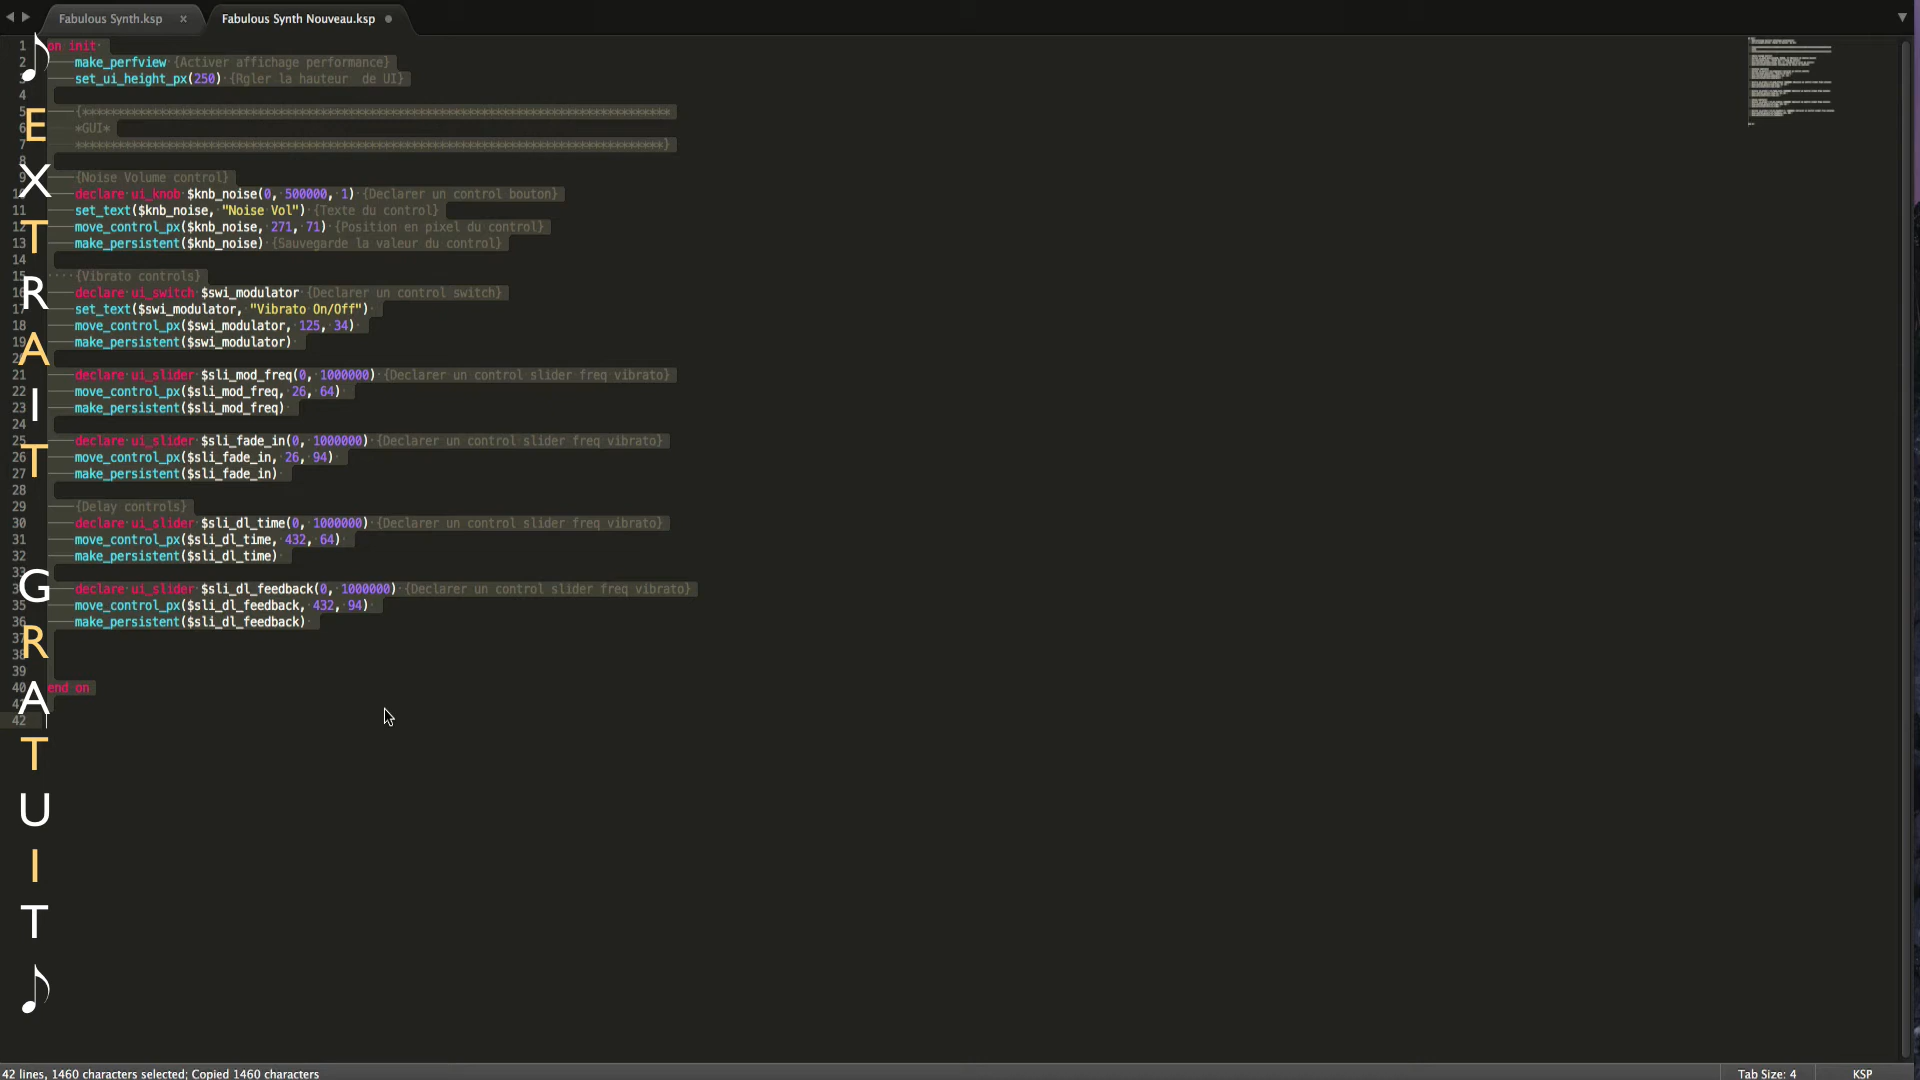 Fabulous Synth.ksp
Fabulous Synth Nouveau.ksp
on init
make_perfview {Activer affichage performance}
set_ui_height_px(250) {Rgler la hauteur  de UI}
{************************************************************************************
*GUI*
************************************************************************************}
{Noise Volume control}
declare ui_knob $knb_noise(0, 500000, 1) {Declarer un control bouton}
set_text($knb_noise, "Noise Vol") {Texte du control}
move_control_px($knb_noise, 271, 71) {Position en pixel du control}
make_persistent($knb_noise) {Sauvegarde la valeur du control}
{Vibrato controls}
declare ui_switch $swi_modulator {Declarer un control switch}
set_text($swi_modulator, "Vibrato On/Off")
move_control_px($swi_modulator, 125, 34)
make_persistent($swi_modulator)
declare ui_slider $sli_mod_freq(0, 1000000) {Declarer un control slider freq vibrato}
move_control_px($sli_mod_freq, 26, 64)
make_persistent($sli_mod_freq)
declare ui_slider $sli_fade_in(0, 1000000) {Declarer un control slider freq vibrato}
move_control_px($sli_fade_in, 26, 94)
make_persistent($sli_fade_in)
{Delay controls}
declare ui_slider $sli_dl_time(0, 1000000) {Declarer un control slider freq vibrato}
move_control_px($sli_dl_time, 432, 64)
make_persistent($sli_dl_time)
declare ui_slider $sli_dl_feedback(0, 1000000) {Declarer un control slider freq vibrato}
move_control_px($sli_dl_feedback, 432, 94)
make_persistent($sli_dl_feedback)
end on
EXTRAIT GRATUIT
42 lines, 1460 characters selected; Copied 1460 characters
Tab Size: 4
KSP